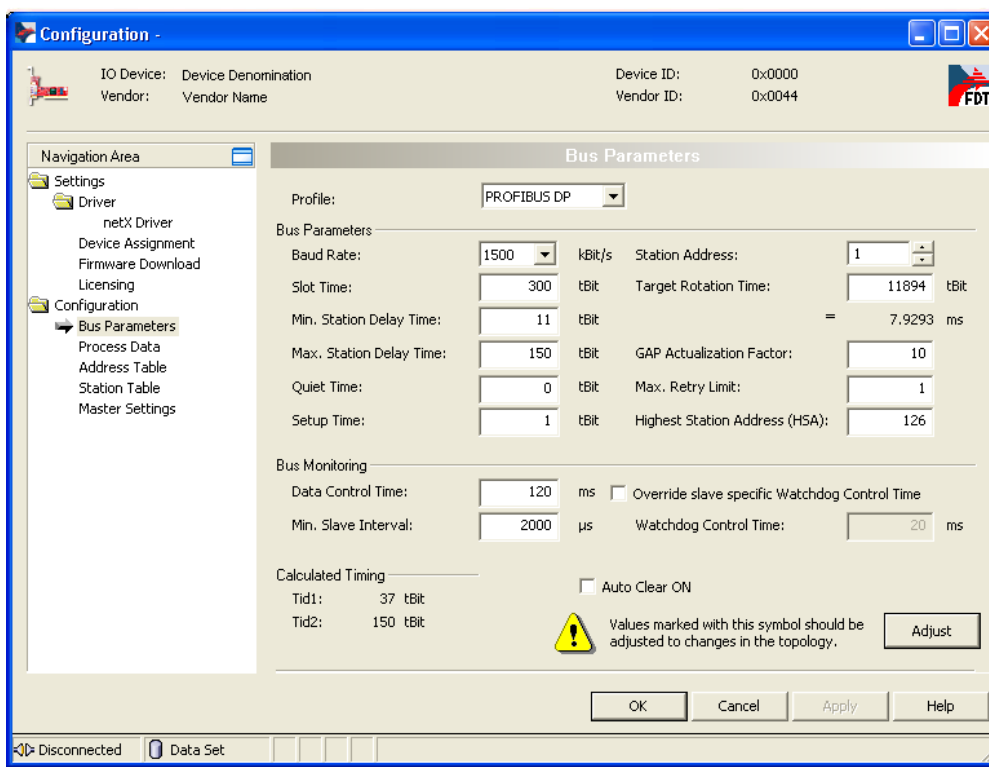 Configuration -
IO Device: Device Denomination Device ID: 0x0000
Vendor: Vendor Name Vendor ID: 0x0044
FDT
Navigation Area
Settings
Driver
netX Driver
Device Assignment
Firmware Download
Licensing
Configuration
Bus Parameters
Process Data
Address Table
Station Table
Master Settings
Bus Parameters
Profile: PROFIBUS DP
Bus Parameters
Baud Rate: 1500 kBit/s Station Address: 1
Slot Time: 300 tBit Target Rotation Time: 11894 tBit
Min. Station Delay Time: 11 tBit = 7.9293 ms
Max. Station Delay Time: 150 tBit GAP Actualization Factor: 10
Quiet Time: 0 tBit Max. Retry Limit: 1
Setup Time: 1 tBit Highest Station Address (HSA): 126
Bus Monitoring
Data Control Time: 120 ms Override slave specific Watchdog Control Time
Min. Slave Interval: 2000 µs Watchdog Control Time: 20 ms
Calculated Timing
Auto Clear ON
Tid1: 37 tBit
Tid2: 150 tBit
Values marked with this symbol should be
adjusted to changes in the topology.
Adjust
OK Cancel Apply Help
Disconnected Data Set